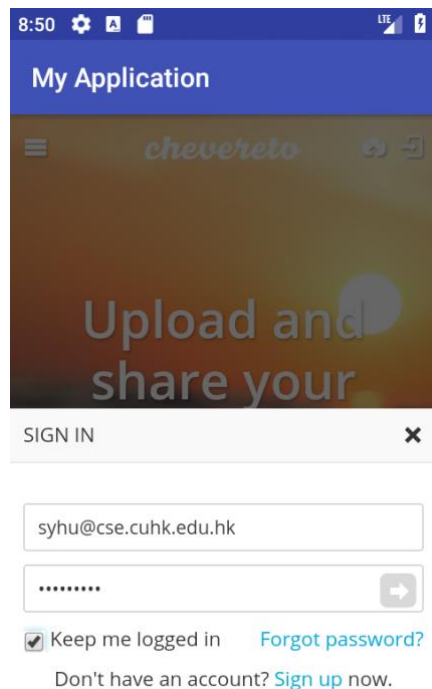 8:50 LTE
My Application
chevereto
Upload and
share your
SIGN IN
syhu@cse.cuhk.edu.hk
•••••••••
Keep me logged in Forgot password?
Don't have an account? Sign up now.